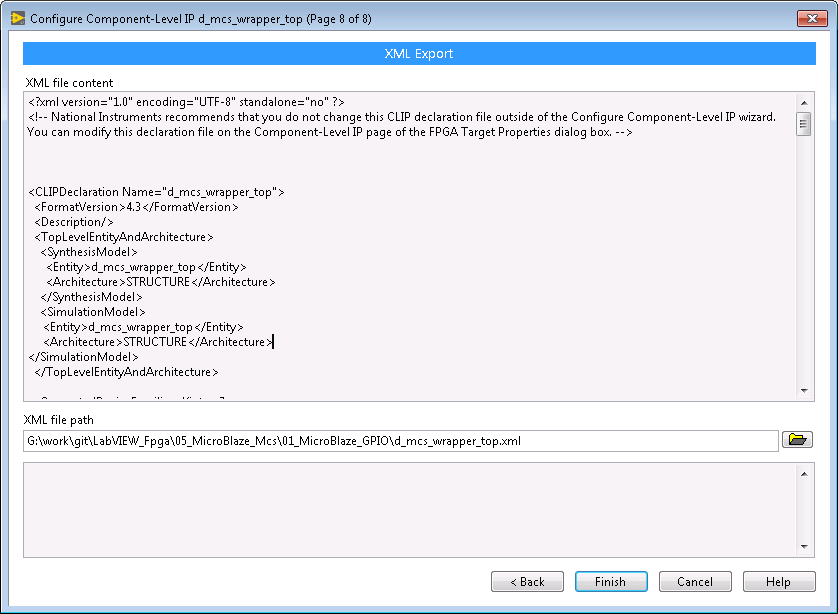 Configure Component-Level IP d_mcs_wrapper_top (Page 8 of 8)
XML Export
XML file content
<?xml version="1.0" encoding="UTF-8" standalone="no" ?>
<!-- National Instruments recommends that you do not change this CLIP declaration file outside of the Configure Component-Level IP wizard.
You can modify this declaration file on the Component-Level IP page of the FPGA Target Properties dialog box. -->
<CLIPDeclaration Name="d_mcs_wrapper_top">
<FormatVersion>4.3</FormatVersion>
<Description/>
<TopLevelEntityAndArchitecture>
<SynthesisModel>
<Entity>d_mcs_wrapper_top</Entity>
<Architecture>STRUCTURE</Architecture>
</SynthesisModel>
<SimulationModel>
<Entity>d_mcs_wrapper_top</Entity>
<Architecture>STRUCTURE</Architecture>
</SimulationModel>
</TopLevelEntityAndArchitecture>
XML file path
G:\work\git\LabVIEW_Fpga\05_MicroBlaze_Mcs\01_MicroBlaze_GPIO\d_mcs_wrapper_top.xml
< Back
Finish
Cancel
Help